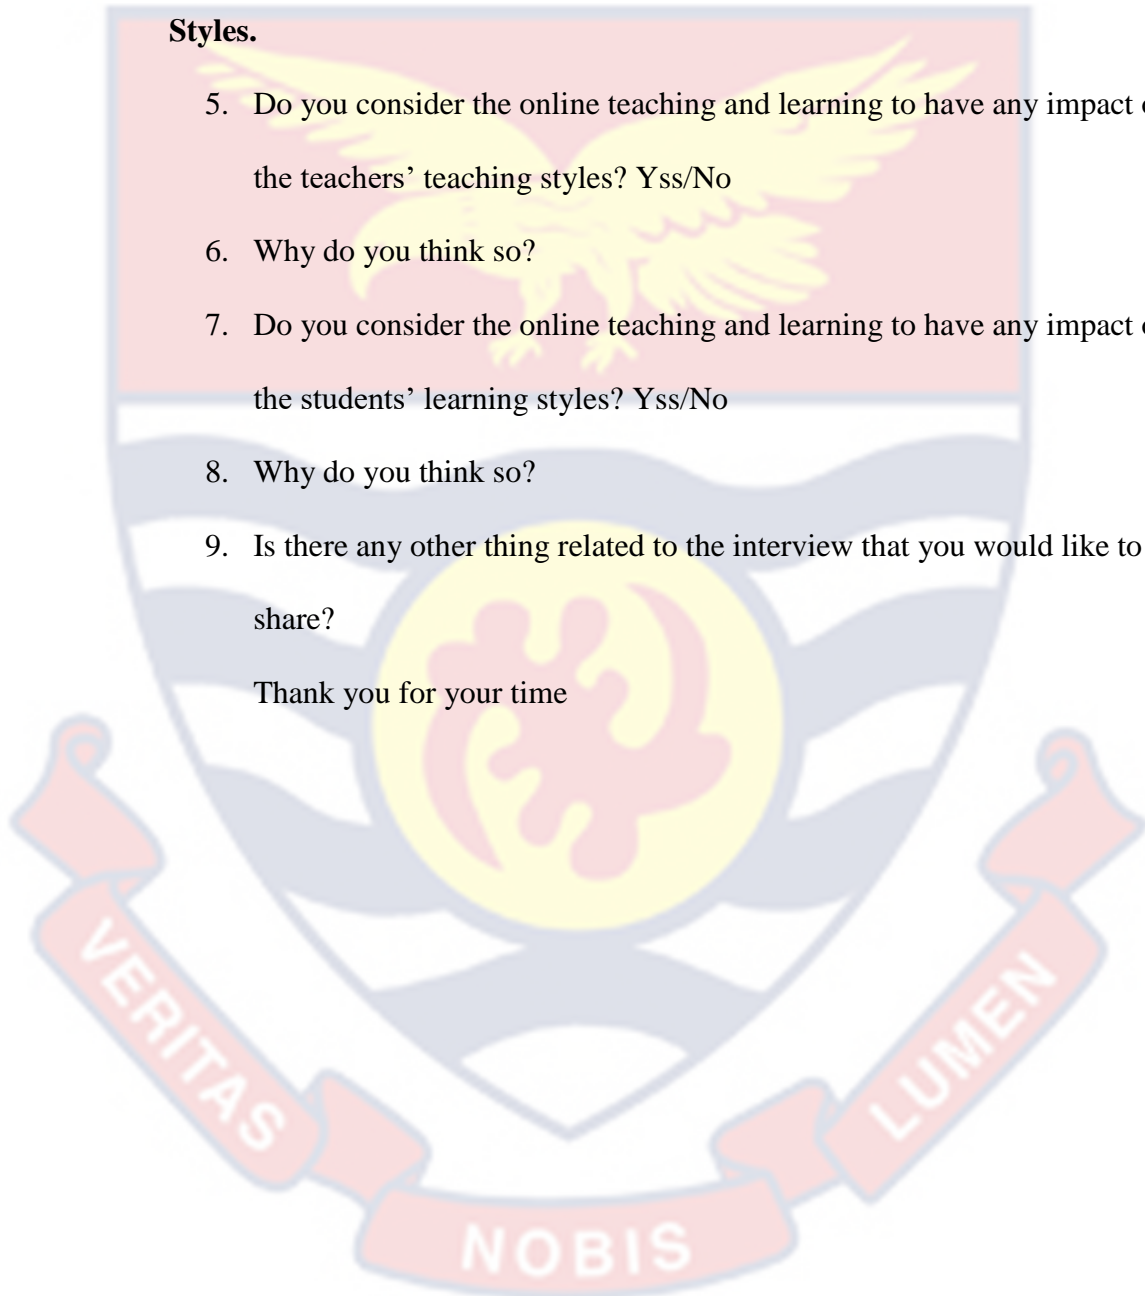 Styles.
5. Do you consider the online teaching and learning to have any impact
the teachers’ teaching styles? Yss/No
6. Why do you think so?
7. Do you consider the online teaching and learning to have any impact
the students’ learning styles? Yss/No
8. Why do you think so?
9. Is there any other thing related to the interview that you would like to
share?
Thank you for your time
VERITAS
NOBIS
LUMEN